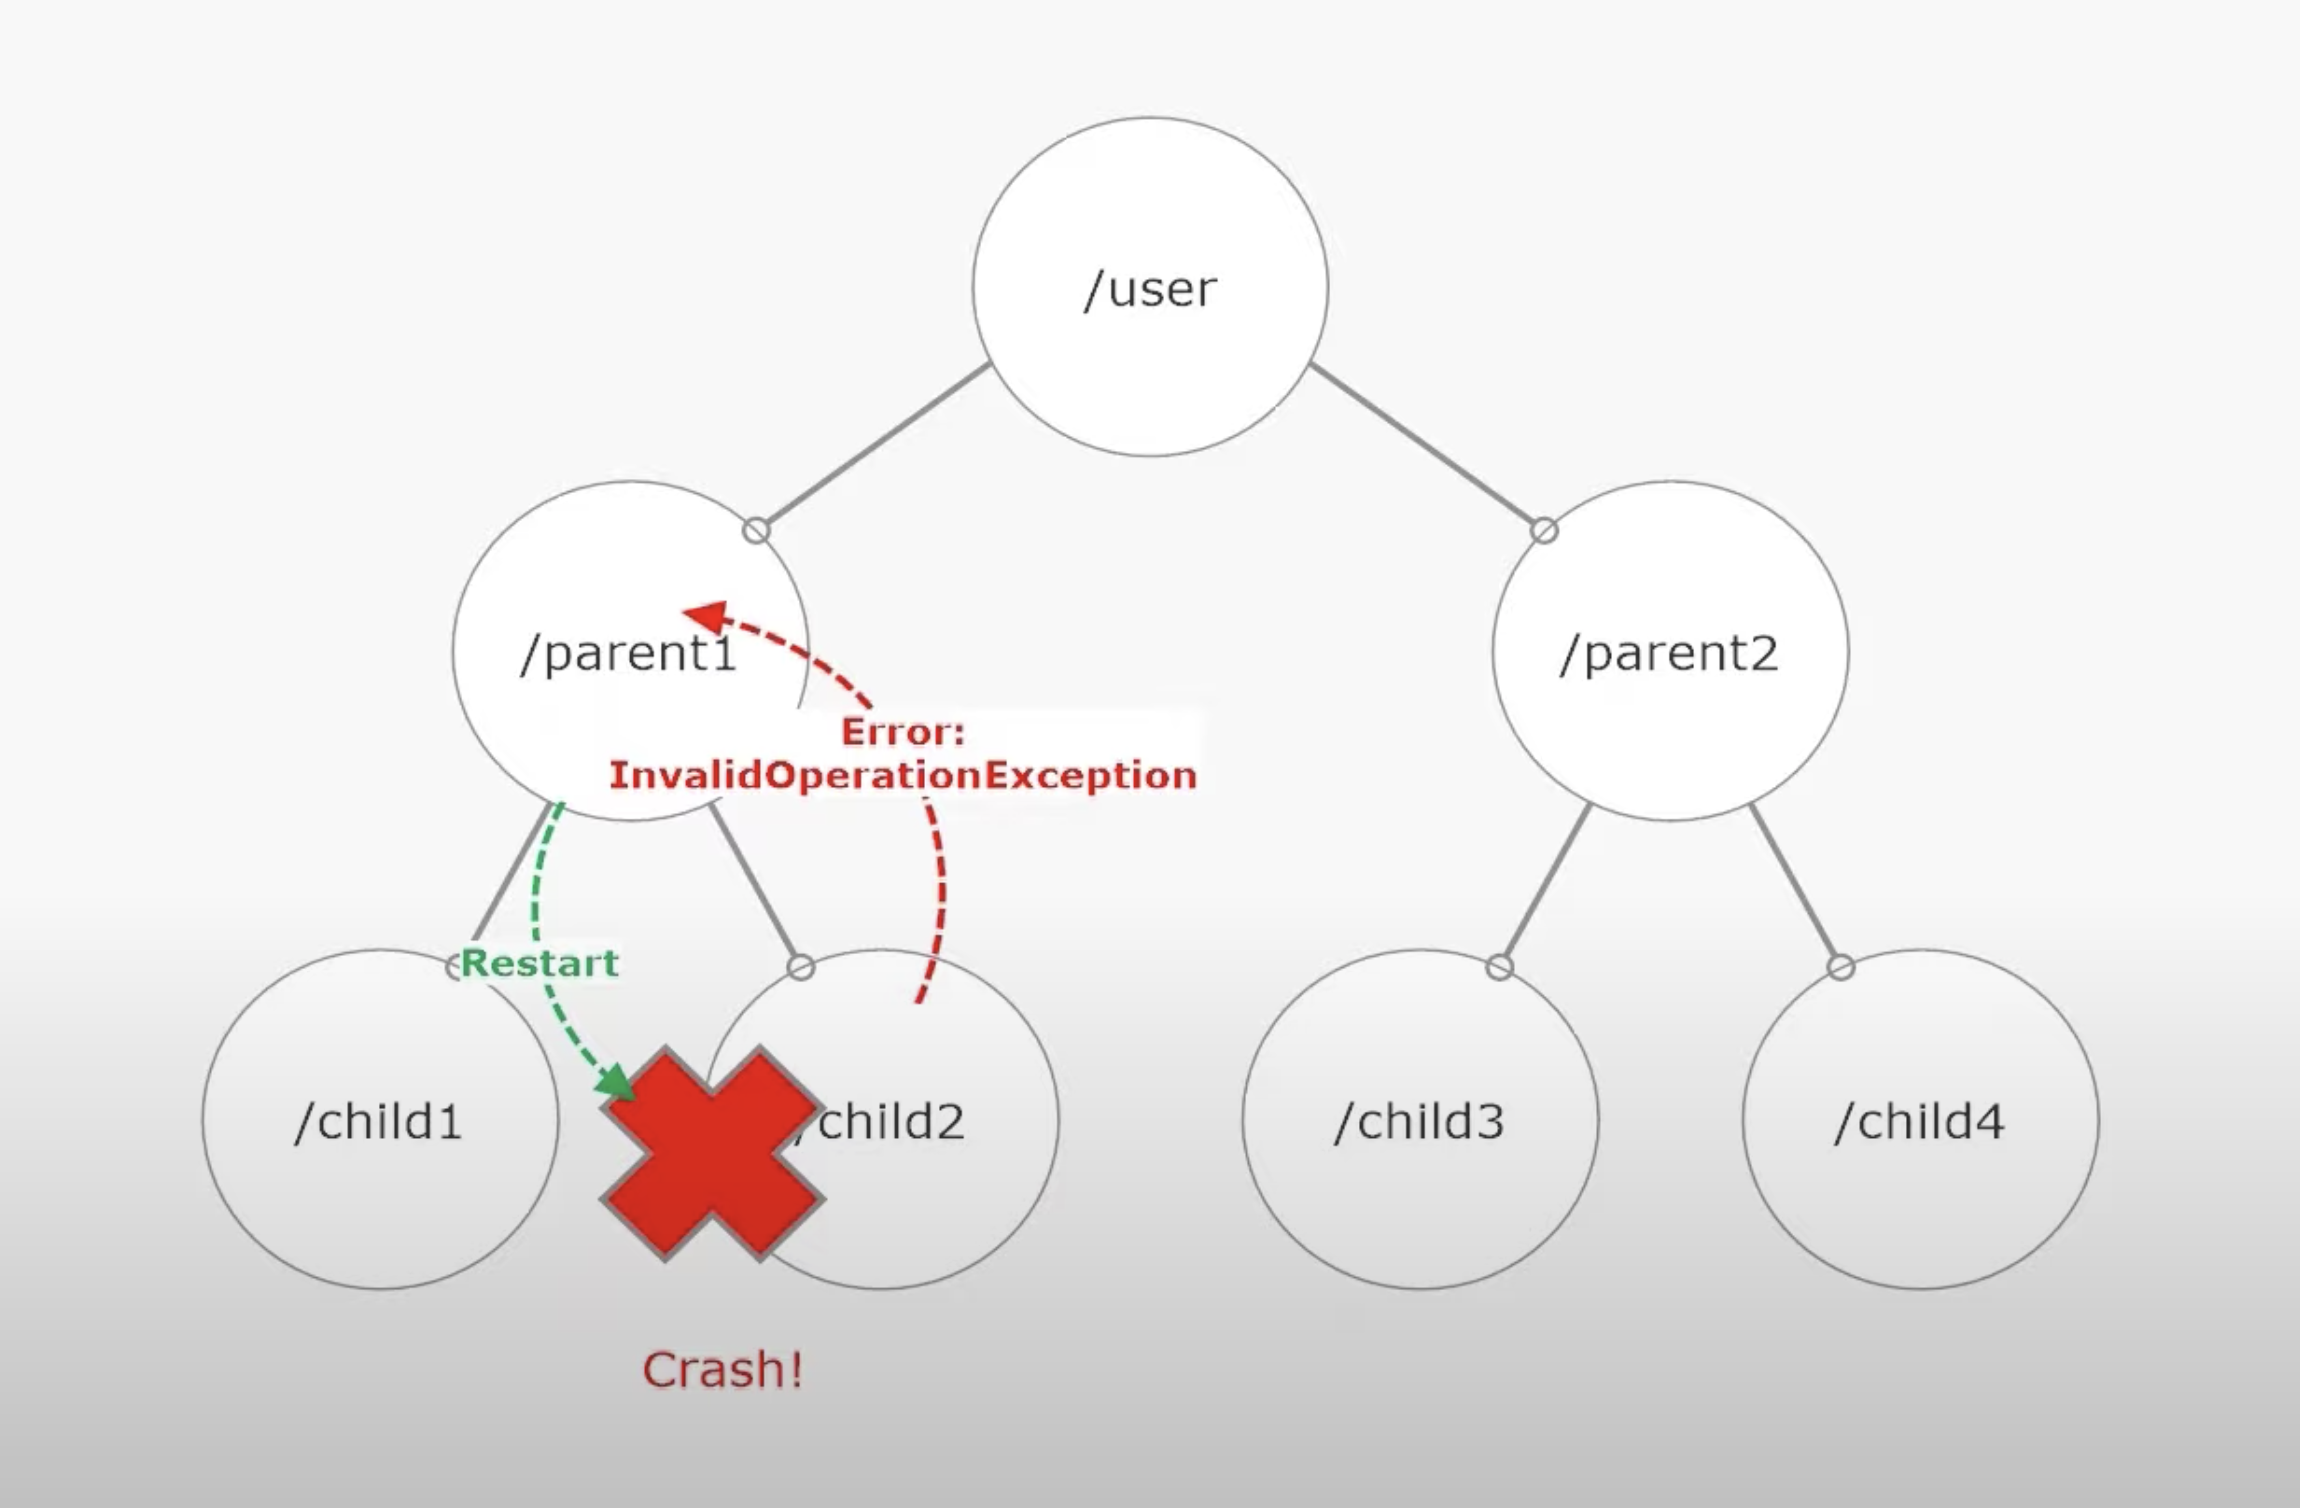 /user
/parent1
/parent2
Error:
InvalidOperationException
Restart
/child1
/child2
/child3
/child4
Crash!